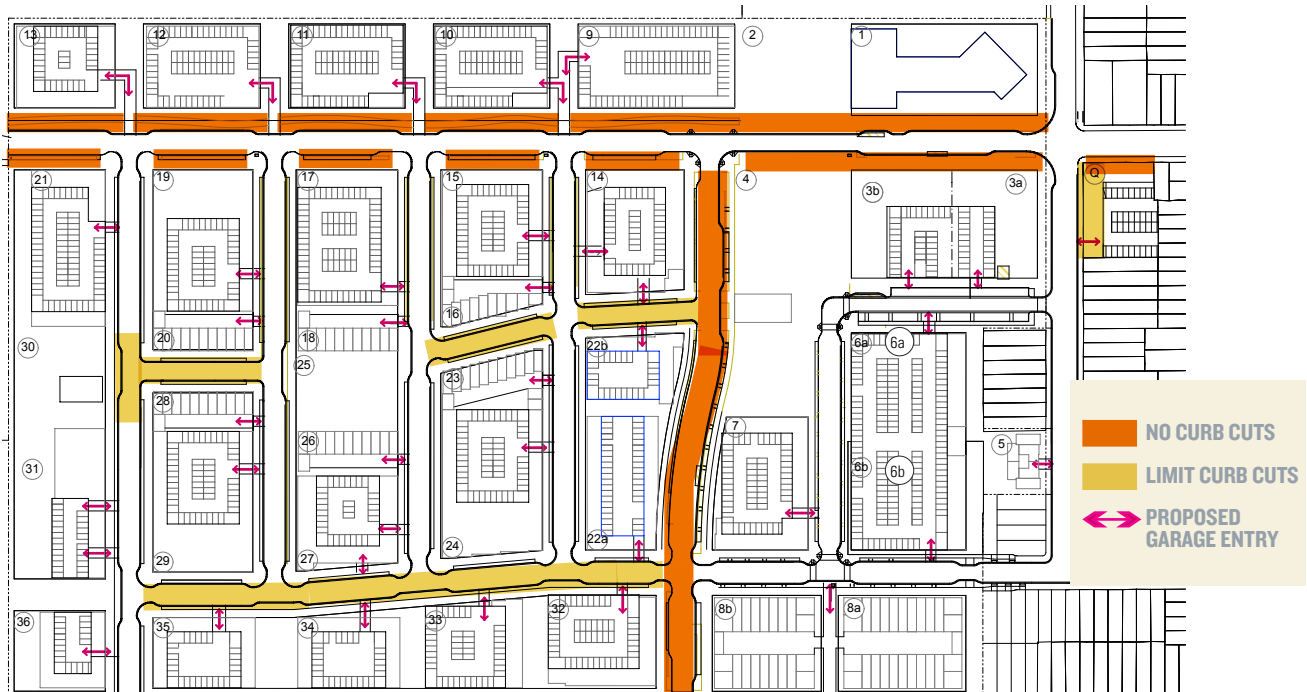 13
12
11
10
9
2
1
21
19
17
15
14
4
3b
3a
Q
16
20
18
22b
6a
6a
30
25
23
28
7
26
5
31
6b
6b
29
27
24
22a
36
35
34
33
32
8b
8a
NO CURB CUTS
LIMIT CURB CUTS
PROPOSED
GARAGE ENTRY